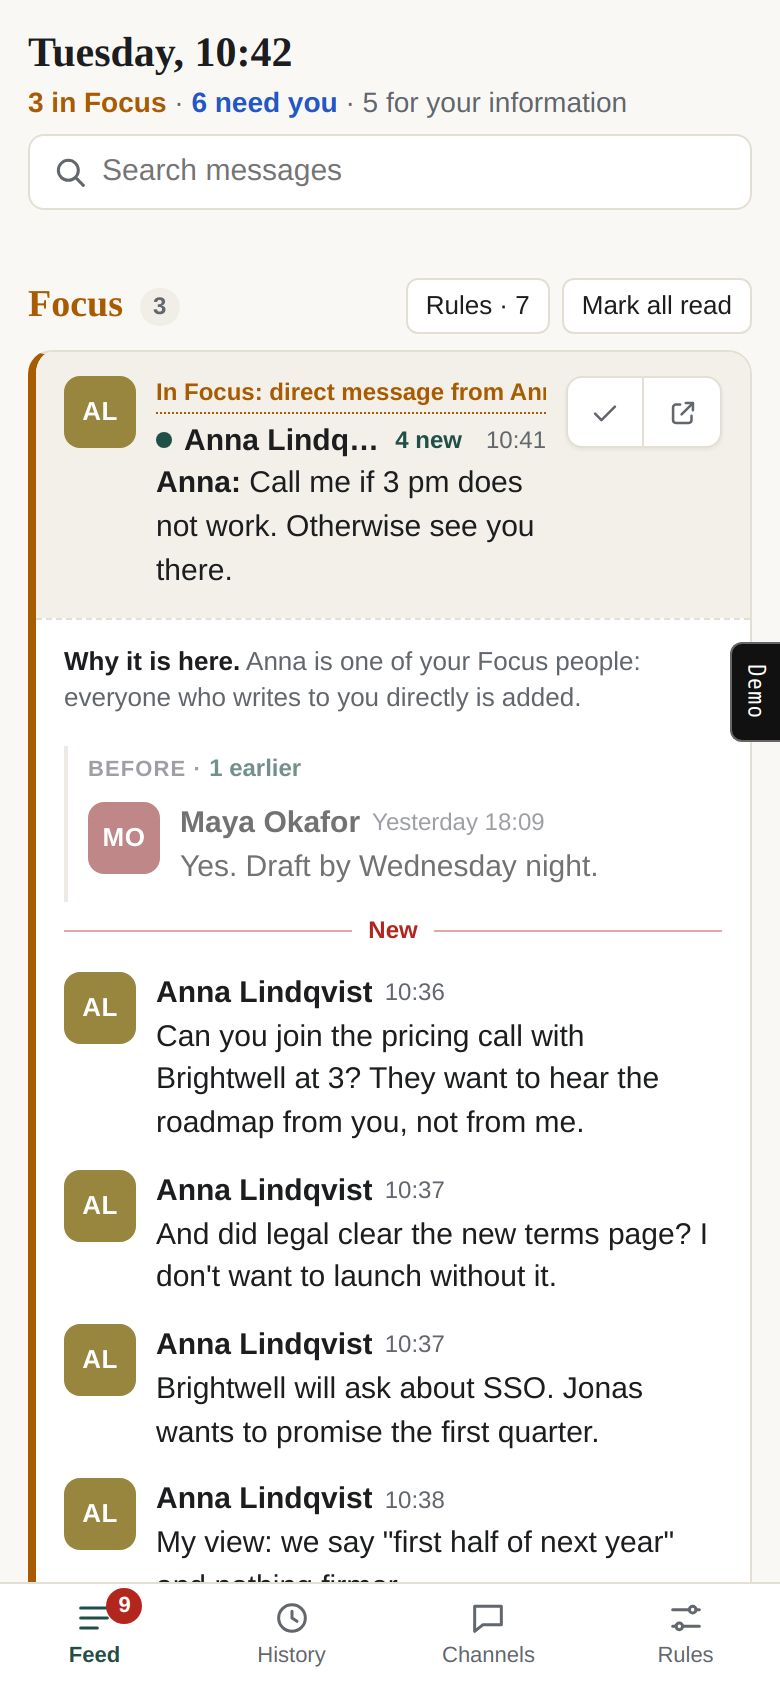 Tuesday, 10:42
3 in Focus · 6 need you · 5 for your information
Search messages
Focus 3 Rules · 7 Mark all read
AL In Focus: direct message from
Anna Lindq… 4 new 10:41
Anna: Call me if 3 pm does
not work. Otherwise see you
there.
Why it is here. Anna is one of your Focus people:
everyone who writes to you directly is added.
Demo
BEFORE · 1 earlier
MO Maya Okafor Yesterday 18:09
Yes. Draft by Wednesday night.
New
AL Anna Lindqvist 10:36
Can you join the pricing call with
Brightwell at 3? They want to hear the
roadmap from you, not from me.
AL Anna Lindqvist 10:37
And did legal clear the new terms page? I
don't want to launch without it.
AL Anna Lindqvist 10:37
Brightwell will ask about SSO. Jonas
wants to promise the first quarter.
AL Anna Lindqvist 10:38
My view: we say "first half of next year"
9
Feed History Channels Rules